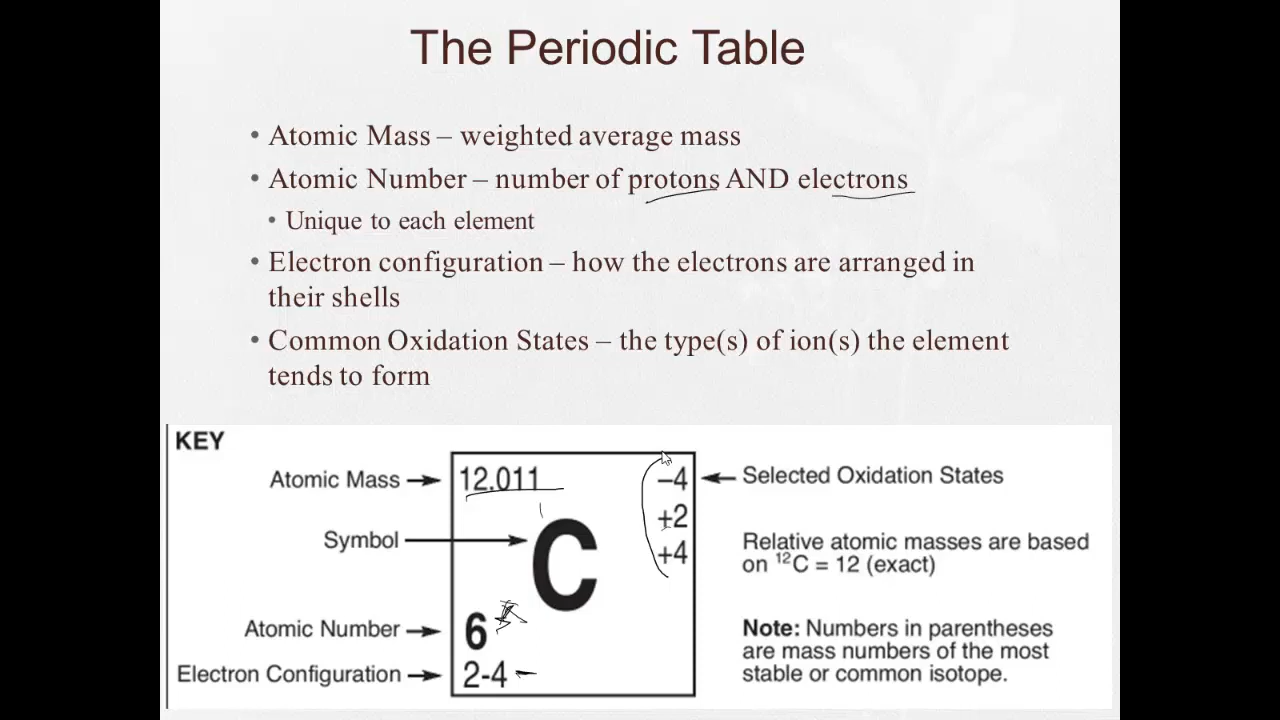 The Periodic Table
• Atomic Mass – weighted average mass
• Atomic Number – number of protons AND electrons
• Unique to each element
• Electron configuration – how the electrons are arranged in
their shells
• Common Oxidation States – the type(s) of ion(s) the element
tends to form
KEY
Atomic Mass
12.011
–4
Selected Oxidation States
+2
Symbol
C
+4
Relative atomic masses are based
on ¹²C = 12 (exact)
Atomic Number
6
Note: Numbers in parentheses
are mass numbers of the most
stable or common isotope.
Electron Configuration
2-4